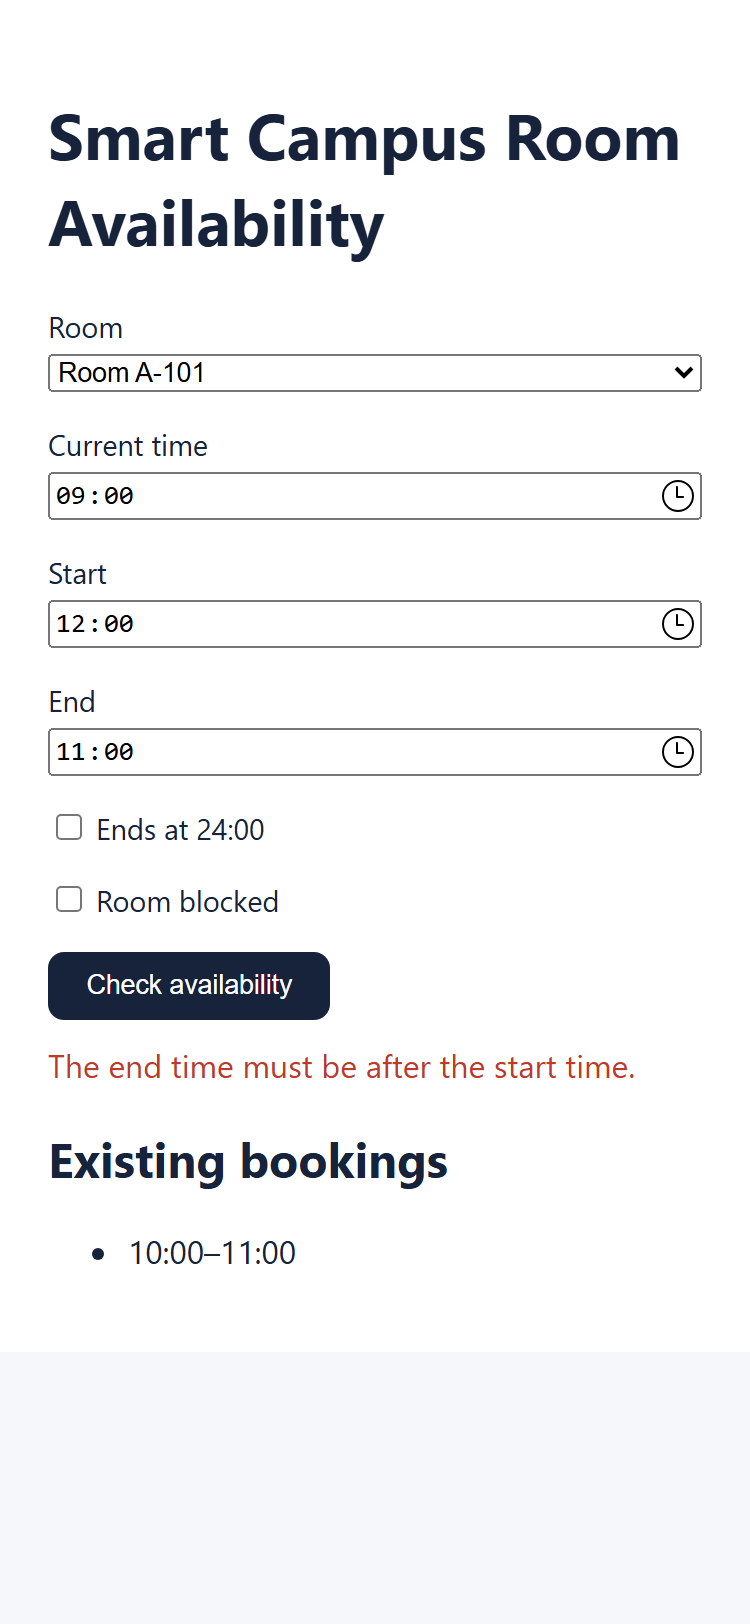 Smart Campus Room
Availability
Room
Room A-101
Current time
09:00
Start
12:00
End
11:00
Ends at 24:00
Room blocked
Check availability
The end time must be after the start time.
Existing bookings
10:00–11:00